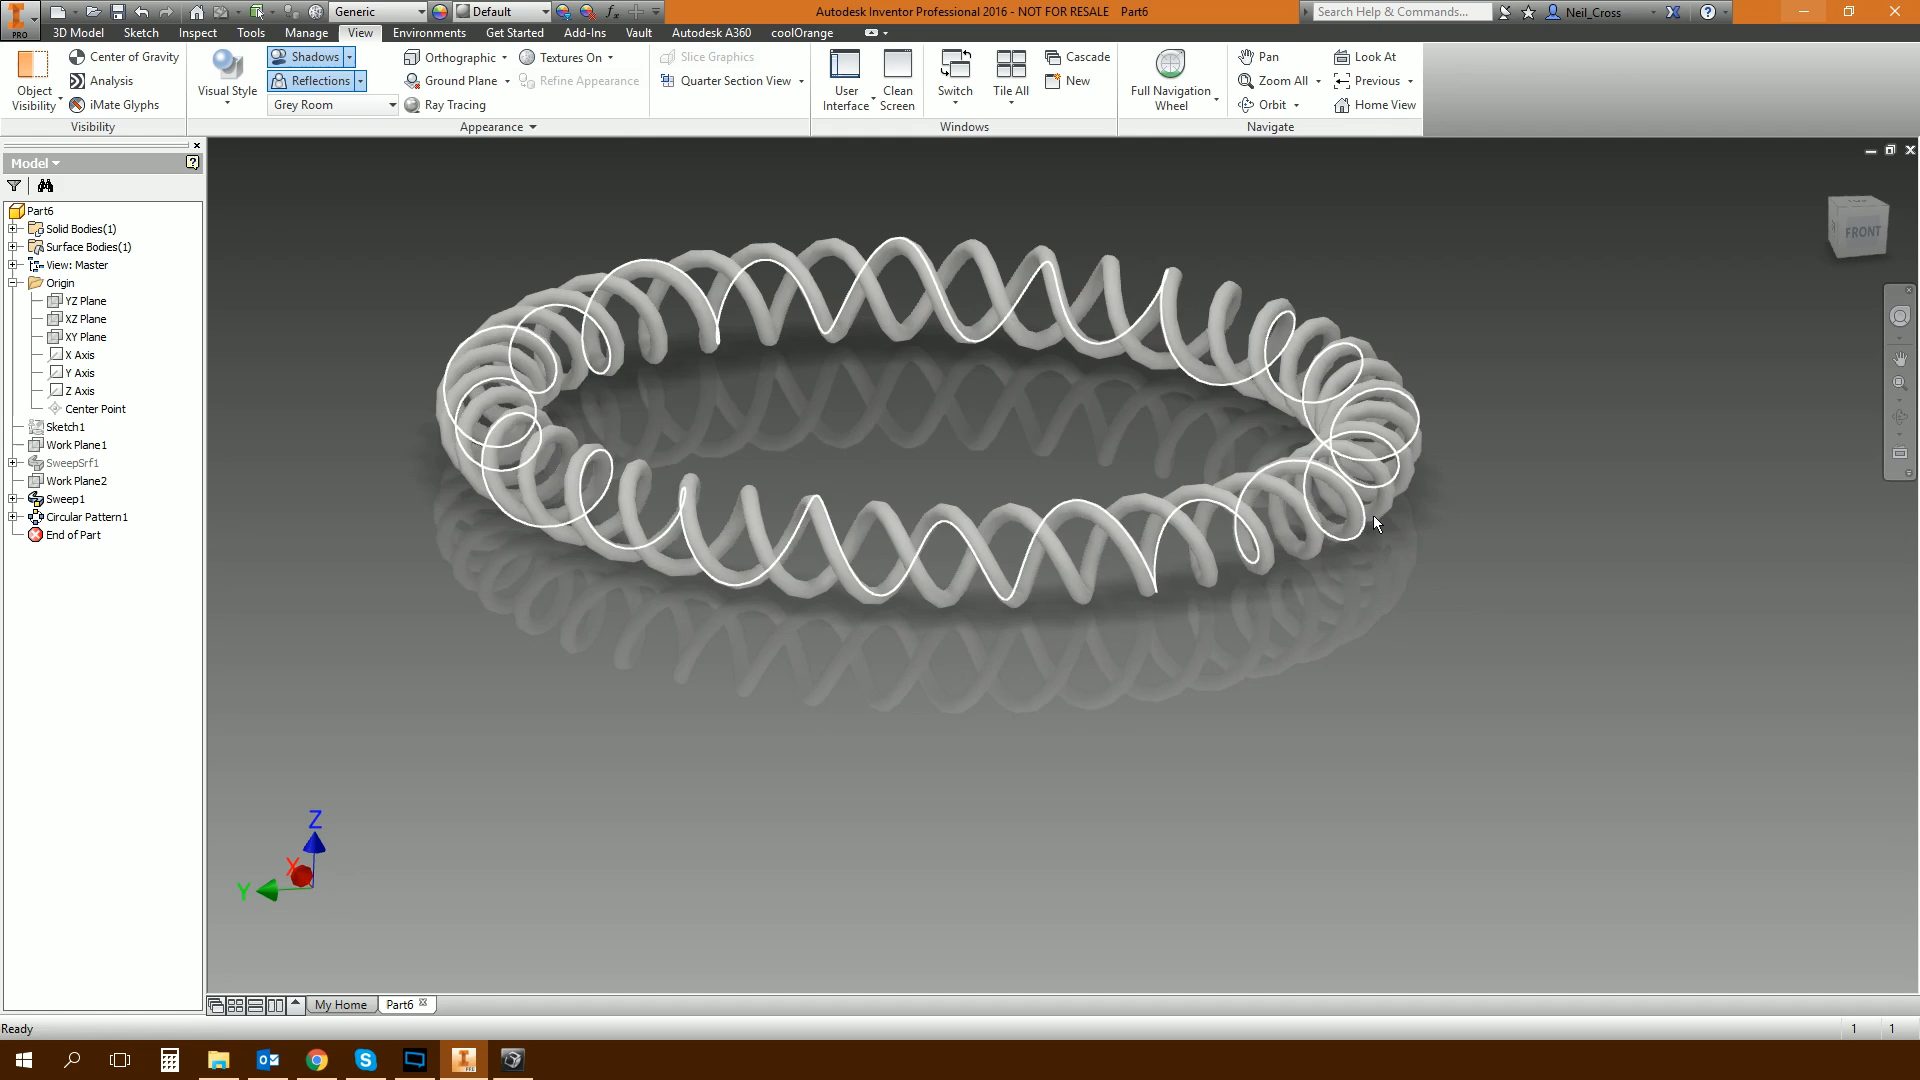 Generic
Default
Autodesk Inventor Professional 2016 - NOT FOR RESALE Part6
Search Help & Commands...
Neil_Cross
PRO
3D Model
Sketch
Inspect
Tools
Manage
View
Environments
Get Started
Add-Ins
Vault
Autodesk A360
coolOrange
Object
Visibility
Center of Gravity
Analysis
iMate Glyphs
Visibility
Visual Style
Shadows
Reflections
Grey Room
Orthographic
Ground Plane
Ray Tracing
Textures On
Refine Appearance
Appearance
Slice Graphics
Quarter Section View
User
Interface
Clean
Screen
Switch
Tile All
Cascade
New
Windows
Full Navigation
Wheel
Pan
Zoom All
Orbit
Look At
Previous
Home View
Navigate
Model
Part6
Solid Bodies(1)
Surface Bodies(1)
View: Master
Origin
YZ Plane
XZ Plane
XY Plane
X Axis
Y Axis
Z Axis
Center Point
Sketch1
Work Plane1
SweepSrf1
Work Plane2
Sweep1
Circular Pattern1
End of Part
FRONT
Z
X
Y
My Home
Part6
Ready
1
1